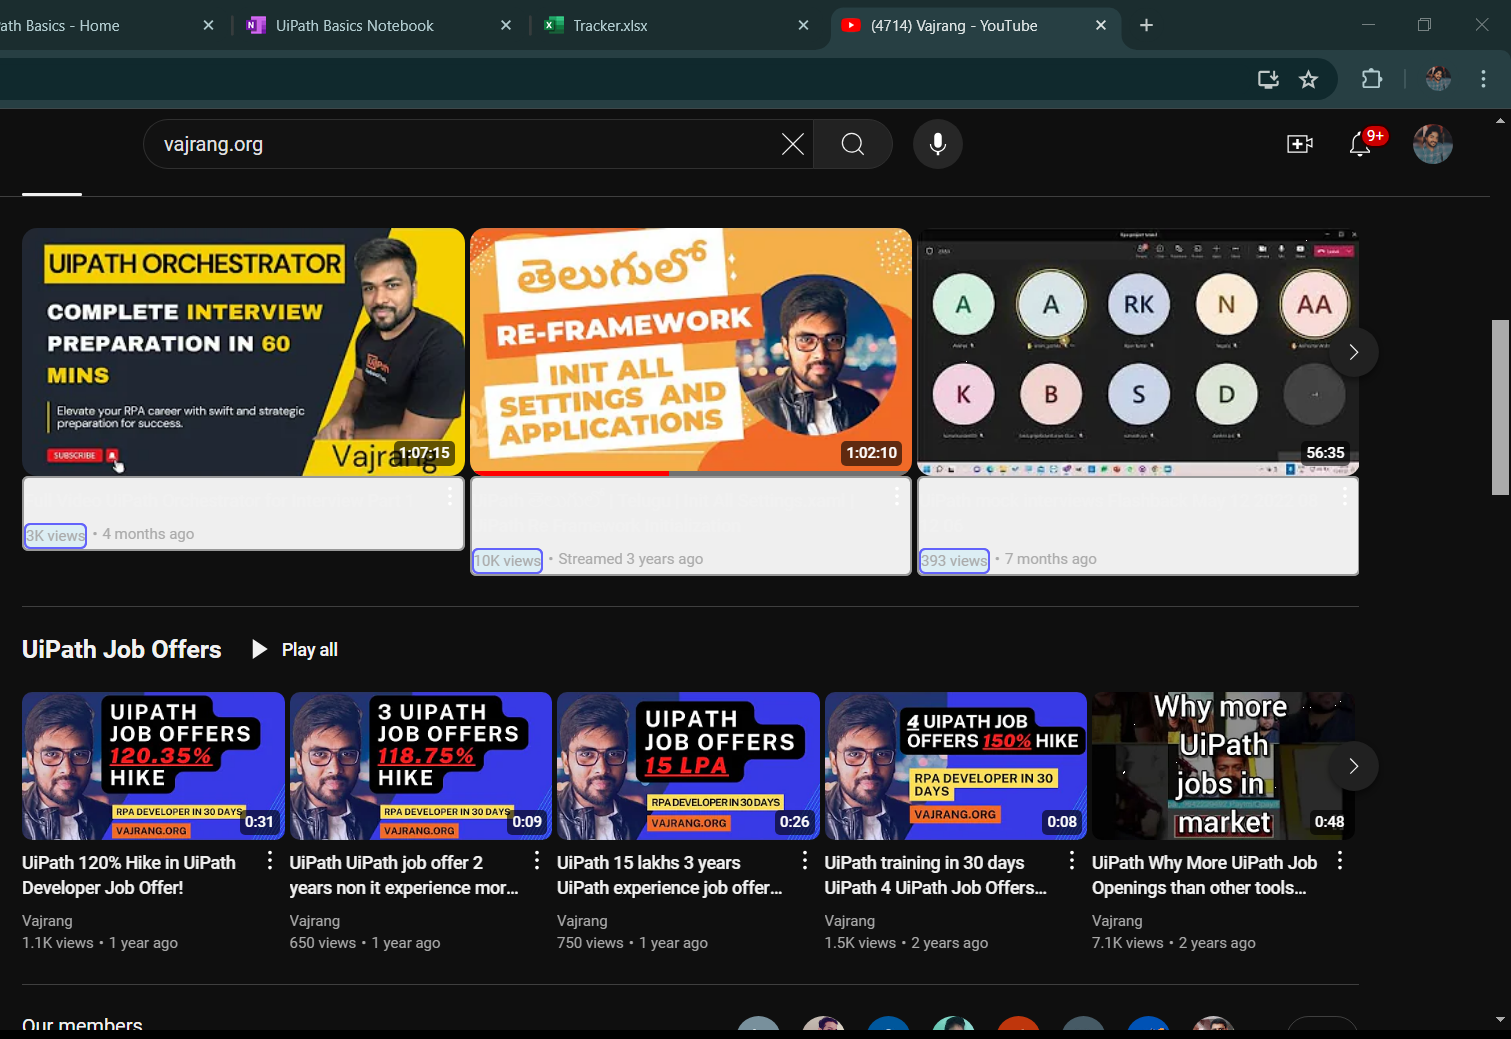 ath Basics - Home
UiPath Basics Notebook
Tracker.xlsx
(4714) Vajrang - YouTube
vajrang.org
9+
UIPATH ORCHESTRATOR
COMPLETE INTERVIEW
PREPARATION IN 60
MINS
Elevate your RPA career with swift and strategic
preparation for success.
SUBSCRIBE
Vajrang
1:07:15
తెలుగులో
RE-FRAMEWORK
INIT ALL
SETTINGS AND
APPLICATIONS
1:02:10
A A RK N AA
K B S D
56:35
3K views • 4 months ago
10K views • Streamed 3 years ago
393 views • 7 months ago
UiPath Job Offers
Play all
UIPATH
JOB OFFERS
120.35%
HIKE
RPA DEVELOPER IN 30 DAYS
VAJRANG.ORG
0:31
3 UIPATH
JOB OFFERS
118.75%
HIKE
RPA DEVELOPER IN 30 DAYS
VAJRANG.ORG
0:09
UIPATH
JOB OFFERS
15 LPA
RPA DEVELOPER IN 30 DAYS
VAJRANG.ORG
0:26
4 UIPATH JOB
OFFERS 150% HIKE
RPA DEVELOPER IN 30
DAYS
VAJRANG.ORG
0:08
Why more
UiPath
jobs in
market
0:48
UiPath 120% Hike in UiPath
Developer Job Offer!
Vajrang
1.1K views • 1 year ago
UiPath UiPath job offer 2
years non it experience mor...
Vajrang
650 views • 1 year ago
UiPath 15 lakhs 3 years
UiPath experience job offer...
Vajrang
750 views • 1 year ago
UiPath training in 30 days
UiPath 4 UiPath Job Offers...
Vajrang
1.5K views • 2 years ago
UiPath Why More UiPath Job
Openings than other tools...
Vajrang
7.1K views • 2 years ago
Our members